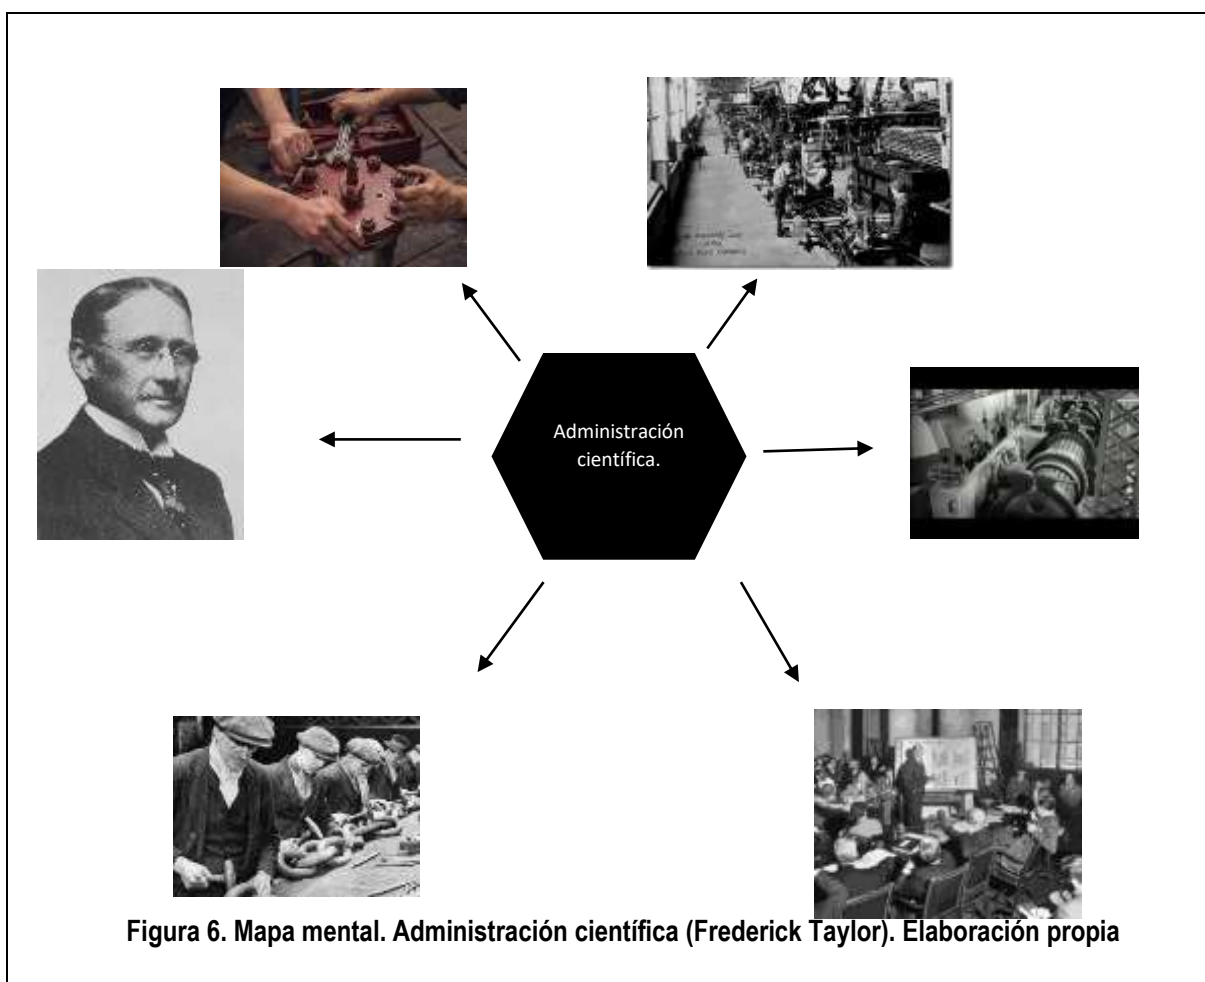 Administración
científica.
Figura 6. Mapa mental. Administración científica (Frederick Taylor). Elaboración propia